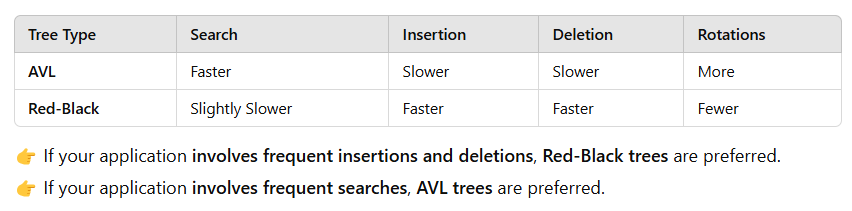 Tree Type Search Insertion Deletion Rotations
AVL Faster Slower Slower More
Red-Black Slightly Slower Faster Faster Fewer
👉 If your application involves frequent insertions and deletions, Red-Black trees are preferred.
👉 If your application involves frequent searches, AVL trees are preferred.